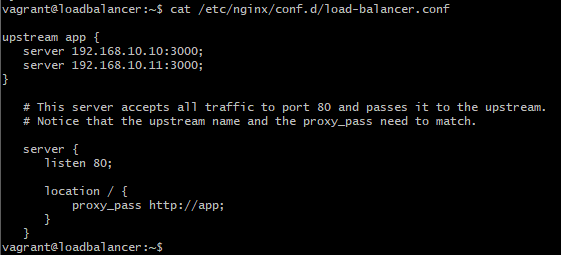 vagrant@loadbalancer:~$ cat /etc/nginx/conf.d/load-balancer.conf
upstream app {
server 192.168.10.10:3000;
server 192.168.10.11:3000;
}
# This server accepts all traffic to port 80 and passes it to the upstream.
# Notice that the upstream name and the proxy_pass need to match.
server {
listen 80;
location / {
proxy_pass http://app;
}
}
vagrant@loadbalancer:~$